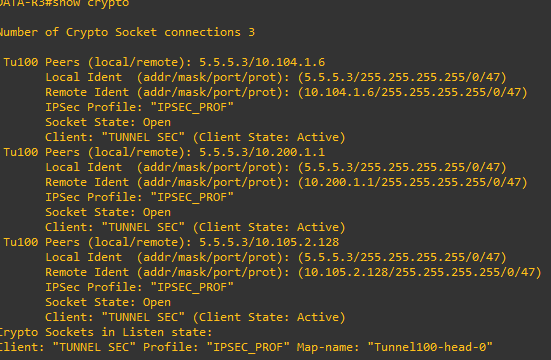 DATA-R3#show crypto
Number of Crypto Socket connections 3
Tu100 Peers (local/remote): 5.5.5.3/10.104.1.6
Local Ident (addr/mask/port/prot): (5.5.5.3/255.255.255.255/0/47)
Remote Ident (addr/mask/port/prot): (10.104.1.6/255.255.255.255/0/47)
IPSec Profile: "IPSEC_PROF"
Socket State: Open
Client: "TUNNEL SEC" (Client State: Active)
Tu100 Peers (local/remote): 5.5.5.3/10.200.1.1
Local Ident (addr/mask/port/prot): (5.5.5.3/255.255.255.255/0/47)
Remote Ident (addr/mask/port/prot): (10.200.1.1/255.255.255.255/0/47)
IPSec Profile: "IPSEC_PROF"
Socket State: Open
Client: "TUNNEL SEC" (Client State: Active)
Tu100 Peers (local/remote): 5.5.5.3/10.105.2.128
Local Ident (addr/mask/port/prot): (5.5.5.3/255.255.255.255/0/47)
Remote Ident (addr/mask/port/prot): (10.105.2.128/255.255.255.255/0/47)
IPSec Profile: "IPSEC_PROF"
Socket State: Open
Client: "TUNNEL SEC" (Client State: Active)
Crypto Sockets in Listen state:
Client: "TUNNEL SEC" Profile: "IPSEC_PROF" Map-name: "Tunnel100-head-0"